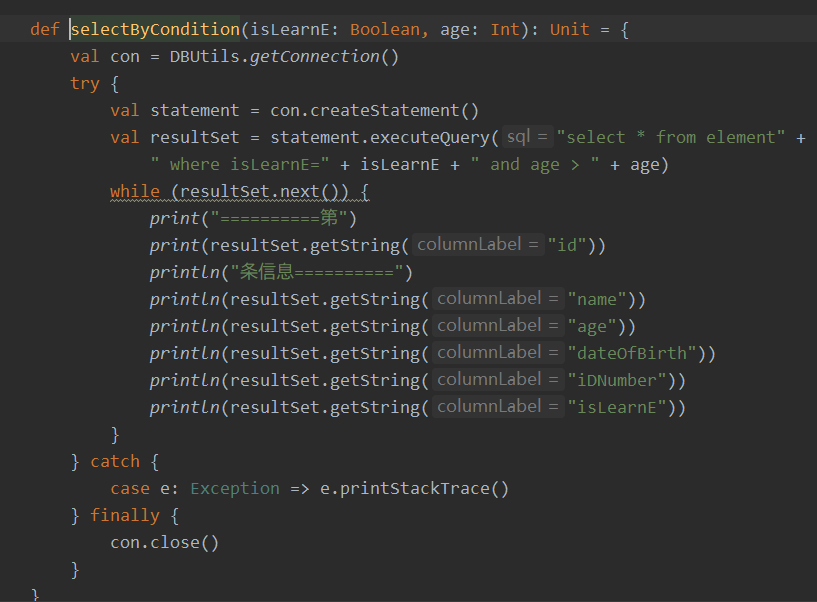 def selectByCondition(isLearnE: Boolean, age: Int): Unit = {
val con = DBUtils.getConnection()
try {
val statement = con.createStatement()
val resultSet = statement.executeQuery( sql = "select * from element" +
" where isLearnE=" + isLearnE + " and age > " + age)
while (resultSet.next()) {
print("==========第")
print(resultSet.getString( columnLabel = "id"))
println("条信息==========")
println(resultSet.getString( columnLabel = "name"))
println(resultSet.getString( columnLabel = "age"))
println(resultSet.getString( columnLabel = "dateOfBirth"))
println(resultSet.getString( columnLabel = "iDNumber"))
println(resultSet.getString( columnLabel = "isLearnE"))
}
} catch {
case e: Exception => e.printStackTrace()
} finally {
con.close()
}
}